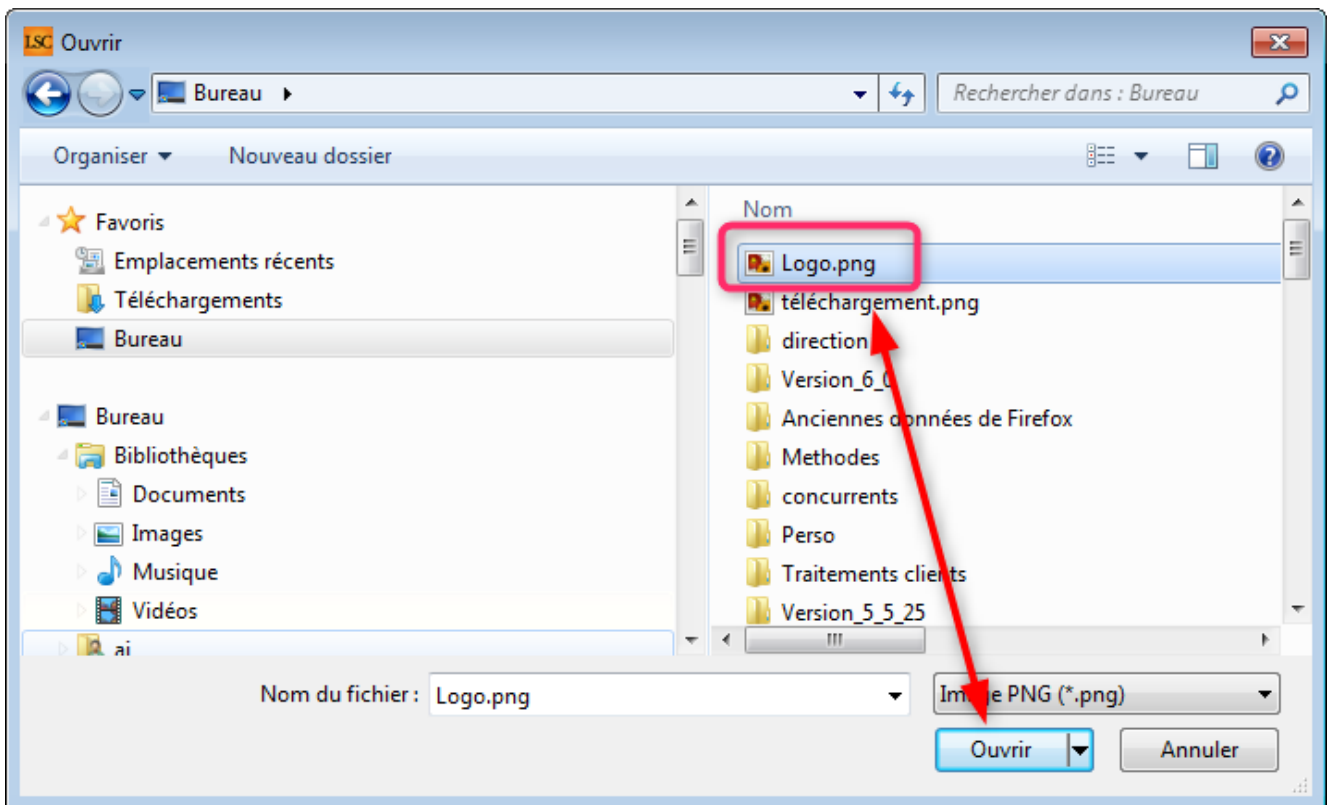 LSC Ouvrir
Bureau
Rechercher dans : Bureau
Organiser
Nouveau dossier
Favoris
Emplacements récents
Téléchargements
Bureau
Bureau
Bibliothèques
Documents
Images
Musique
Vidéos
ai
Nom
Logo.png
téléchargement.png
direction
Version_6_0
Anciennes données de Firefox
Methodes
concurrents
Perso
Traitements clients
Version_5_5_25
Nom du fichier : Logo.png
Image PNG (*.png)
Ouvrir
Annuler